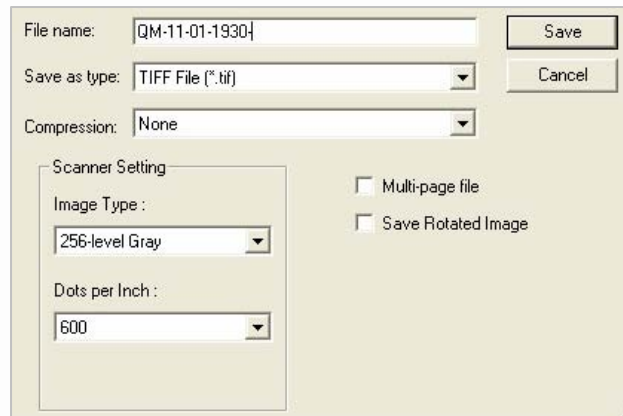 File name: QM-11-01-1930- Save
Save as type: TIFF File (*.tif) Cancel
Compression: None
Scanner Setting
Multi-page file
Image Type :
Save Rotated Image
256-level Gray
Dots per Inch :
600